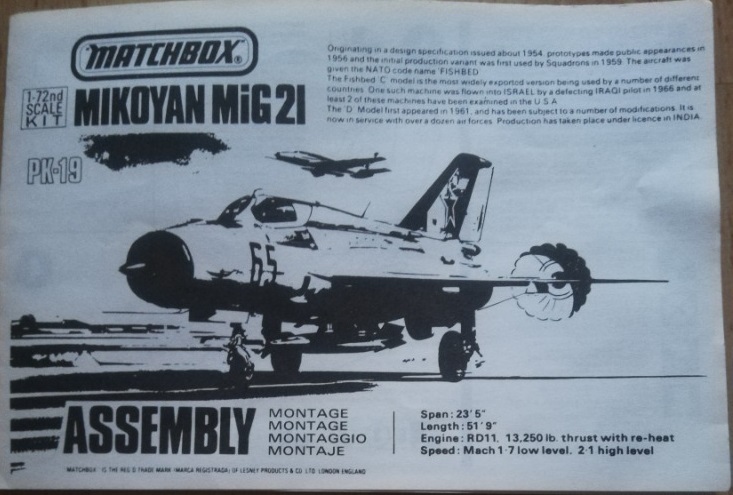 MATCHBOX®
Originating in a design specification issued about 1954, prototypes made public appearances in
1956 and the initial production variant was first used by Squadrons in 1959. The aircraft was
given the NATO code name 'FISHBED'
The Fishbed 'C' model is the most widely exported version being used by a number of different
countries. One such machine was flown into ISRAEL by a defecting IRAQI pilot in 1966 and at
least 2 of these machines have been examined in the U.S.A
The 'D' Model first appeared in 1961, and has been subject to a number of modifications. It is
now in service with over a dozen air forces. Production has taken place under licence in INDIA.
1-72nd
SCALE
KIT
MIKOYAN MiG21
PK-19
65
ASSEMBLY
MONTAGE
MONTAGE
MONTAGGIO
MONTAJE
Span: 23'5"
Length: 51'9"
Engine: RD11. 13,250 lb. thrust with re-heat
Speed: Mach 1·7 low level. 2·1 high level
MATCHBOX IS THE REG'D TRADE MARK (MARCA REGISTRADA) OF LESNEY PRODUCTS & CO. LTD. LONDON ENGLAND